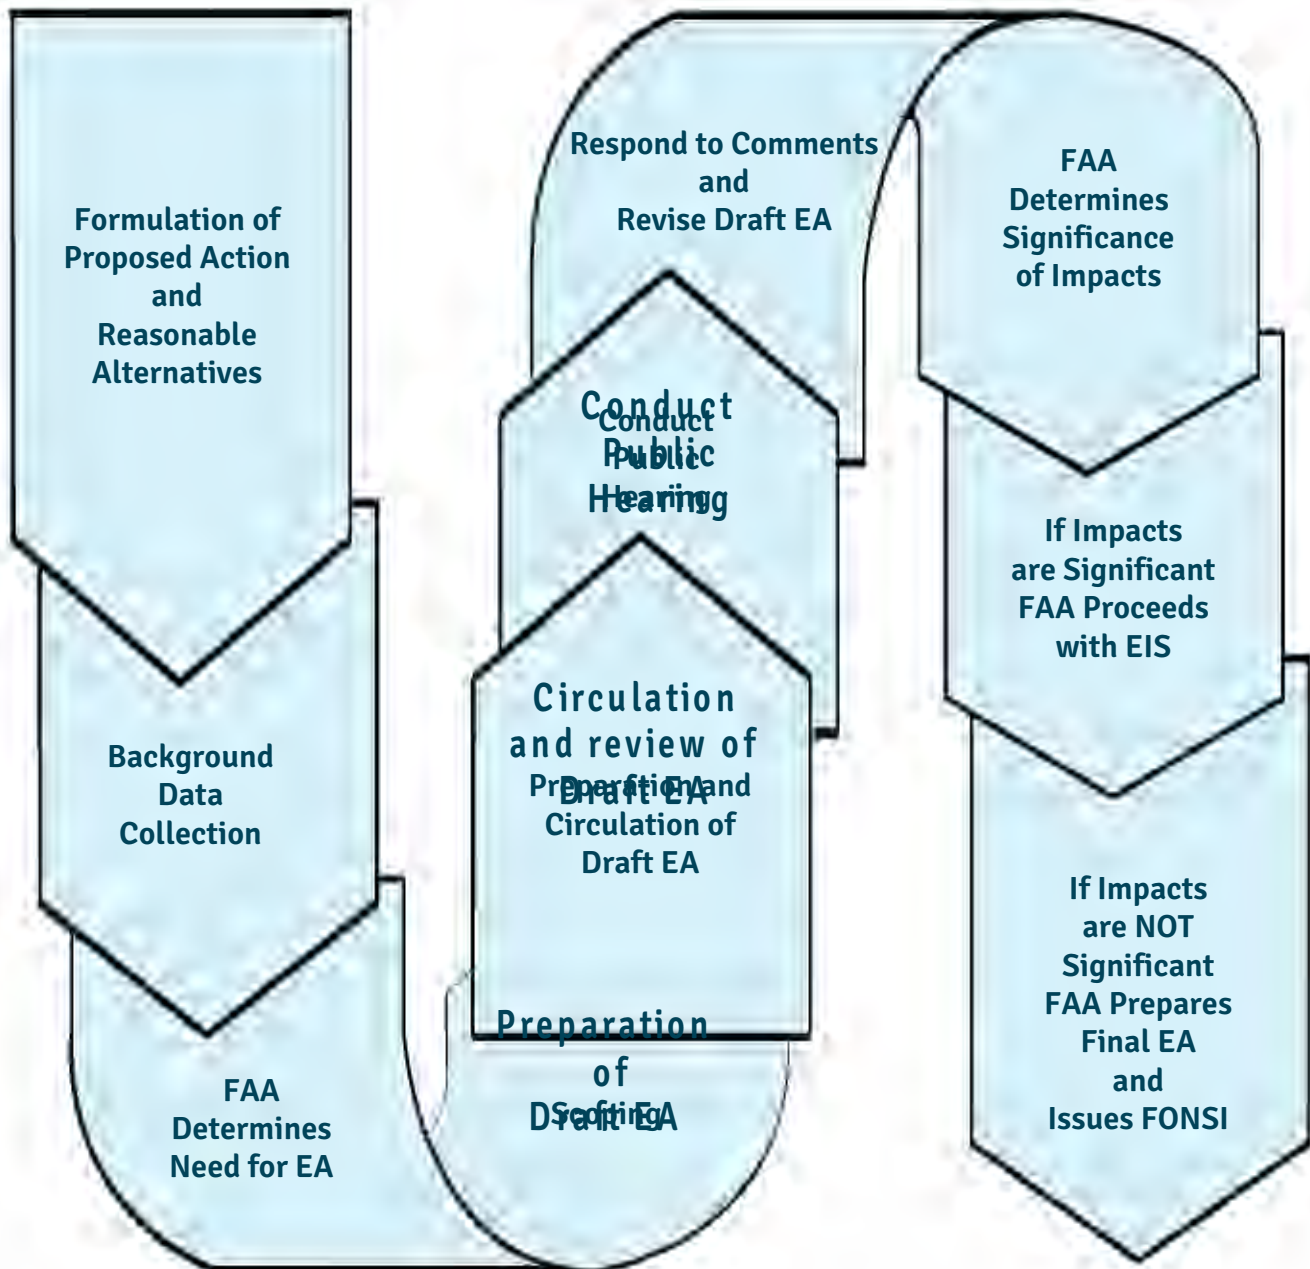 Formulation of
Proposed Action
and
Reasonable
Alternatives
Background
Data
Collection
FAA
Determines
Need for EA
Preparation
of
Draft EA
Scoping
Circulation
and review of
Draft EA
Preparation and
Circulation of
Draft EA
Conduct
Public
Hearing
Conduct
Public
Hearing
Respond to Comments
and
Revise Draft EA
FAA
Determines
Significance
of Impacts
If Impacts
are Significant
FAA Proceeds
with EIS
If Impacts
are NOT
Significant
FAA Prepares
Final EA
and
Issues FONSI